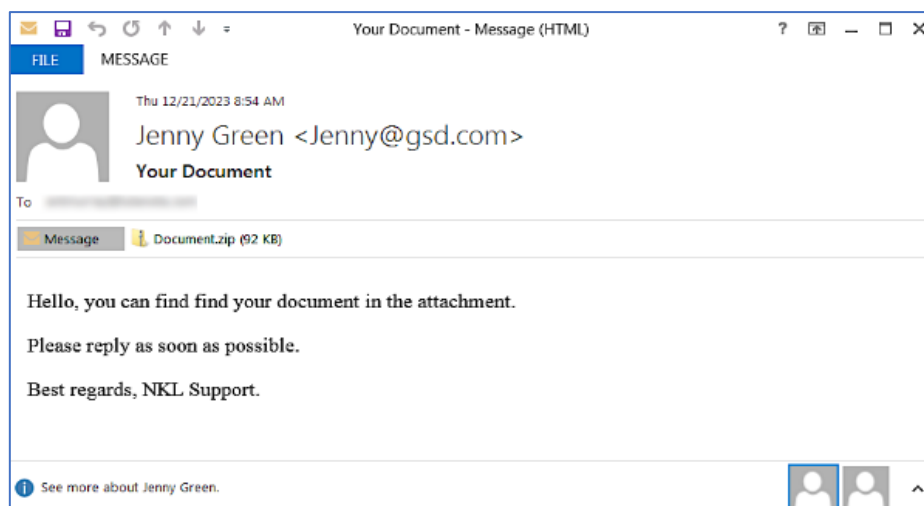 Your Document - Message (HTML)
?
FILE MESSAGE
Thu 12/21/2023 8:54 AM
Jenny Green <Jenny@gsd.com>
Your Document
To
Message Document.zip (92 KB)
Hello, you can find find your document in the attachment.
Please reply as soon as possible.
Best regards, NKL Support.
See more about Jenny Green.